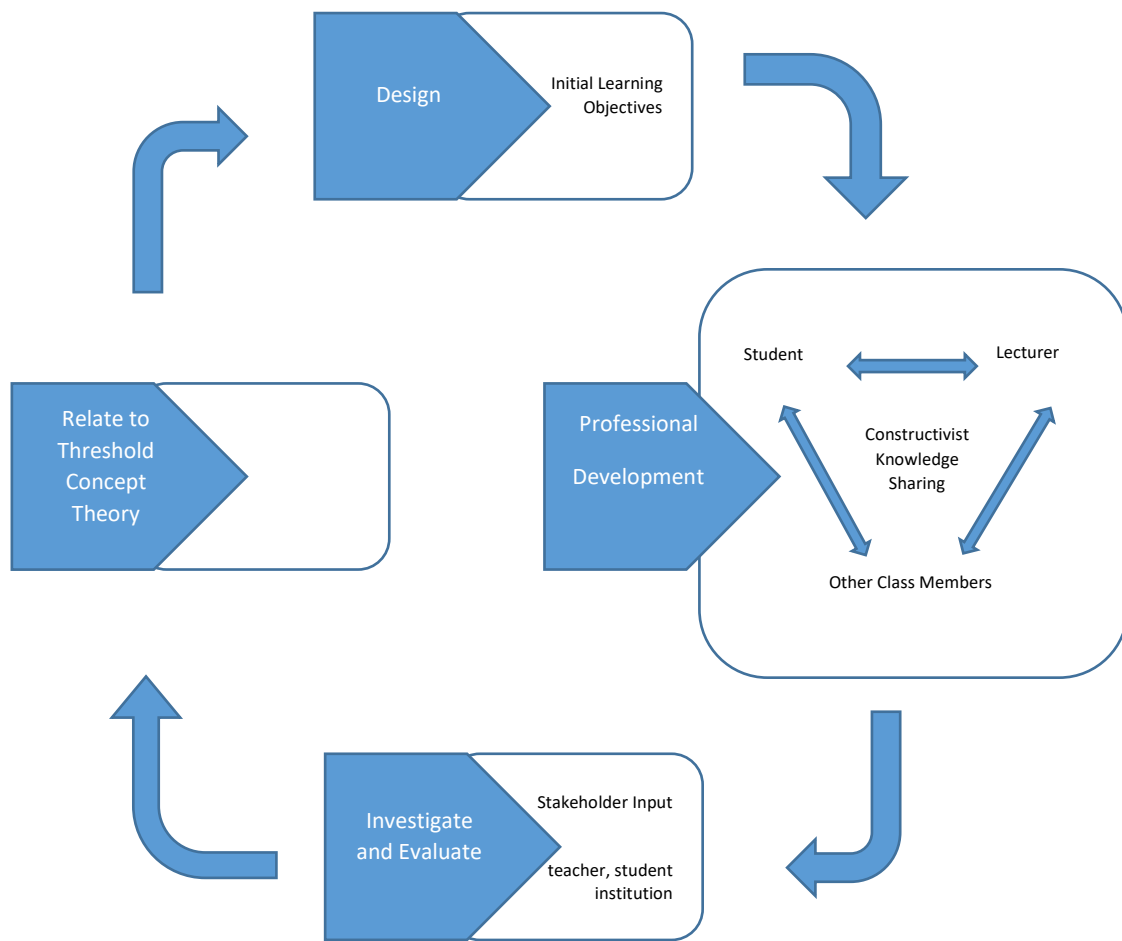 Design
Initial Learning
Objectives
Student
Lecturer
Relate to
Threshold
Concept
Theory
Professional
Development
Constructivist
Knowledge
Sharing
Other Class Members
Investigate
and Evaluate
Stakeholder Input
teacher, student
institution